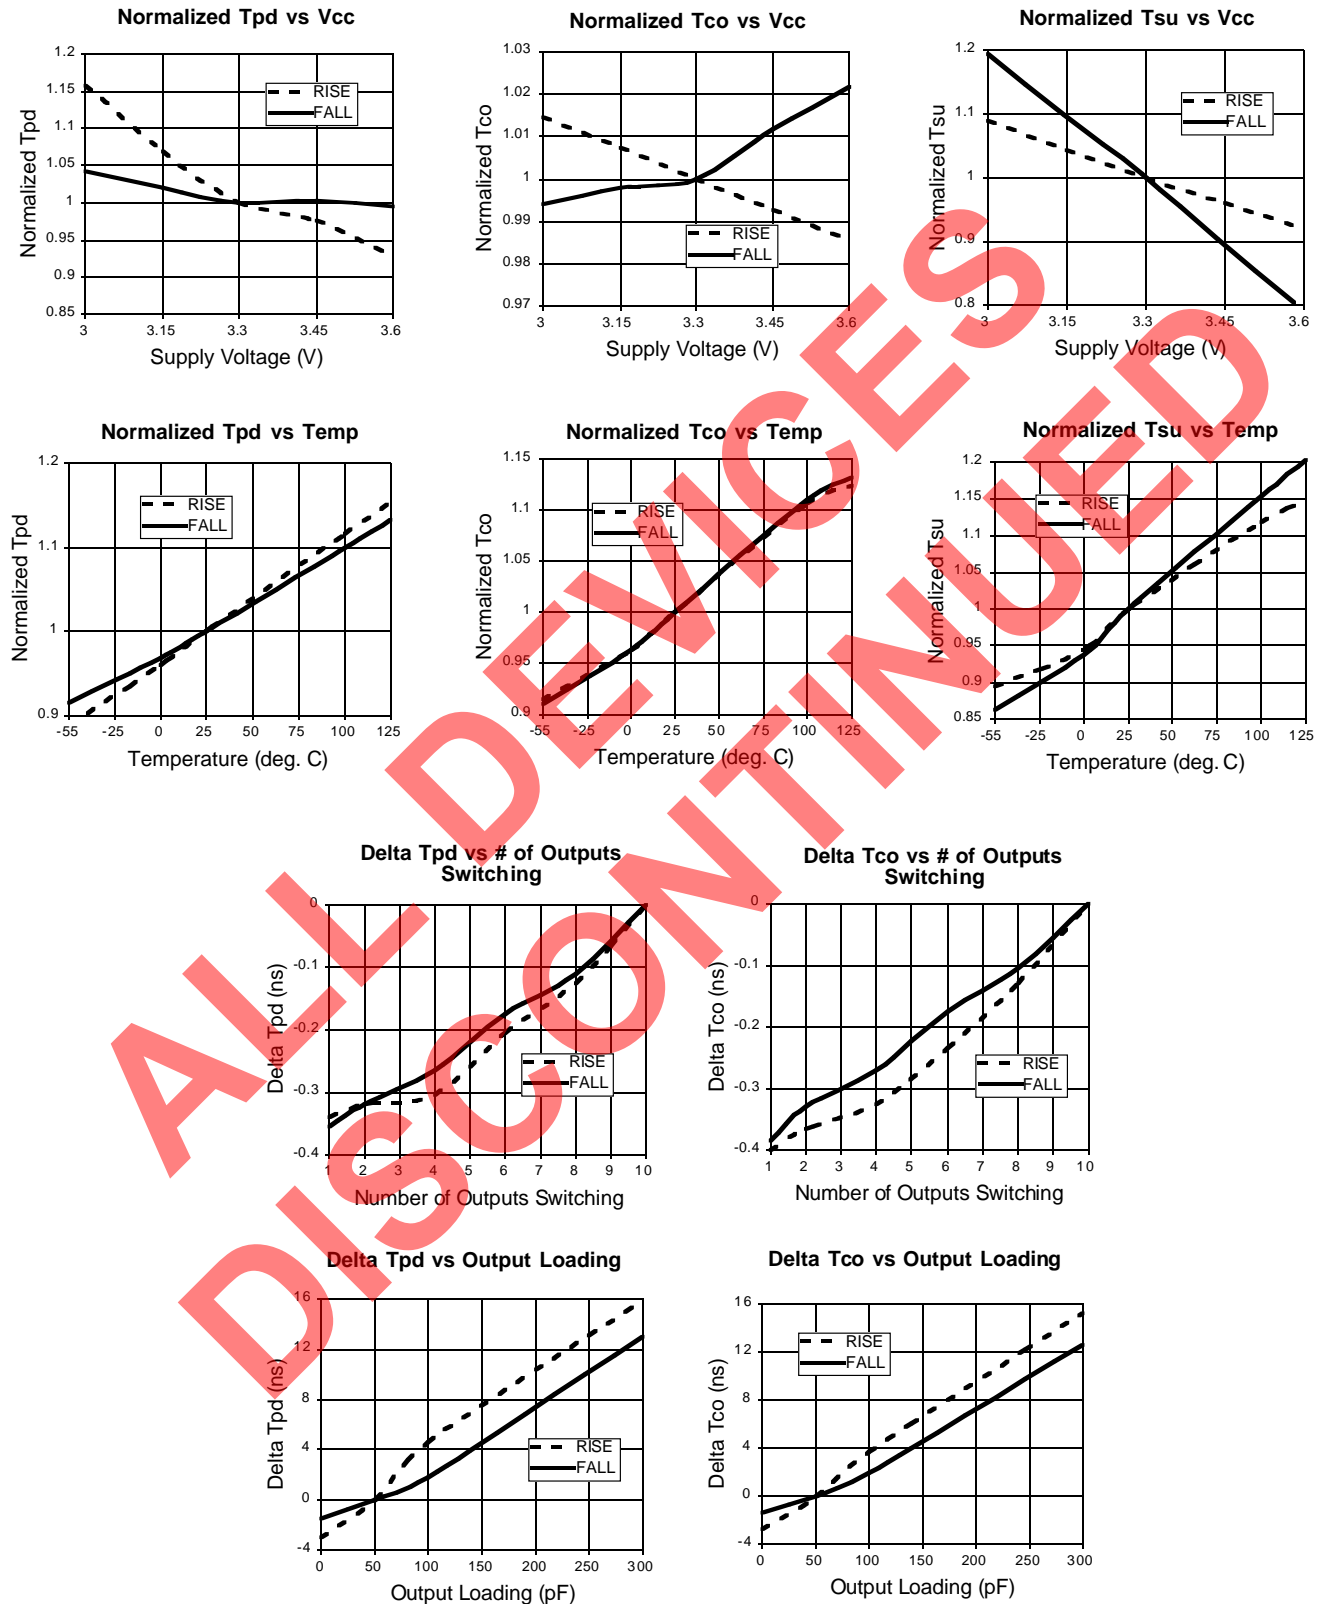 Normalized Tpd vs Vcc
Normalized Tpd
1.2
1.15
1.1
1.05
1
0.95
0.9
0.85
RISE
FALL
3 3.15 3.3 3.45 3.6
Supply Voltage (V)
Normalized Tco vs Vcc
Normalized Tco
1.03
1.02
1.01
1
0.99
0.98
0.97
RISE
FALL
3 3.15 3.3 3.45 3.6
Supply Voltage (V)
Normalized Tsu vs Vcc
Normalized Tsu
1.2
1.1
1
0.9
0.8
RISE
FALL
3 3.15 3.3 3.45 3.6
Supply Voltage (V)
Normalized Tpd vs Temp
Normalized Tpd
1.2
1.1
1
0.9
RISE
FALL
-55 -25 0 25 50 75 100 125
Temperature (deg. C)
Normalized Tco vs Temp
Normalized Tco
1.15
1.1
1.05
1
0.95
0.9
RISE
FALL
-55 -25 0 25 50 75 100 125
Temperature (deg. C)
Normalized Tsu vs Temp
Normalized Tsu
1.2
1.15
1.1
1.05
1
0.95
0.9
0.85
RISE
FALL
-55 -25 0 25 50 75 100 125
Temperature (deg. C)
Delta Tpd vs # of Outputs
Switching
Delta Tpd (ns)
0
-0.1
-0.2
-0.3
-0.4
RISE
FALL
1 2 3 4 5 6 7 8 9 10
Number of Outputs Switching
Delta Tco vs # of Outputs
Switching
Delta Tco (ns)
0
-0.1
-0.2
-0.3
-0.4
RISE
FALL
1 2 3 4 5 6 7 8 9 10
Number of Outputs Switching
Delta Tpd vs Output Loading
Delta Tpd (ns)
16
12
8
4
0
-4
RISE
FALL
0 50 100 150 200 250 300
Output Loading (pF)
Delta Tco vs Output Loading
Delta Tco (ns)
16
12
8
4
0
-4
RISE
FALL
0 50 100 150 200 250 300
Output Loading (pF)
ALL DEVICES
DISCONTINUED